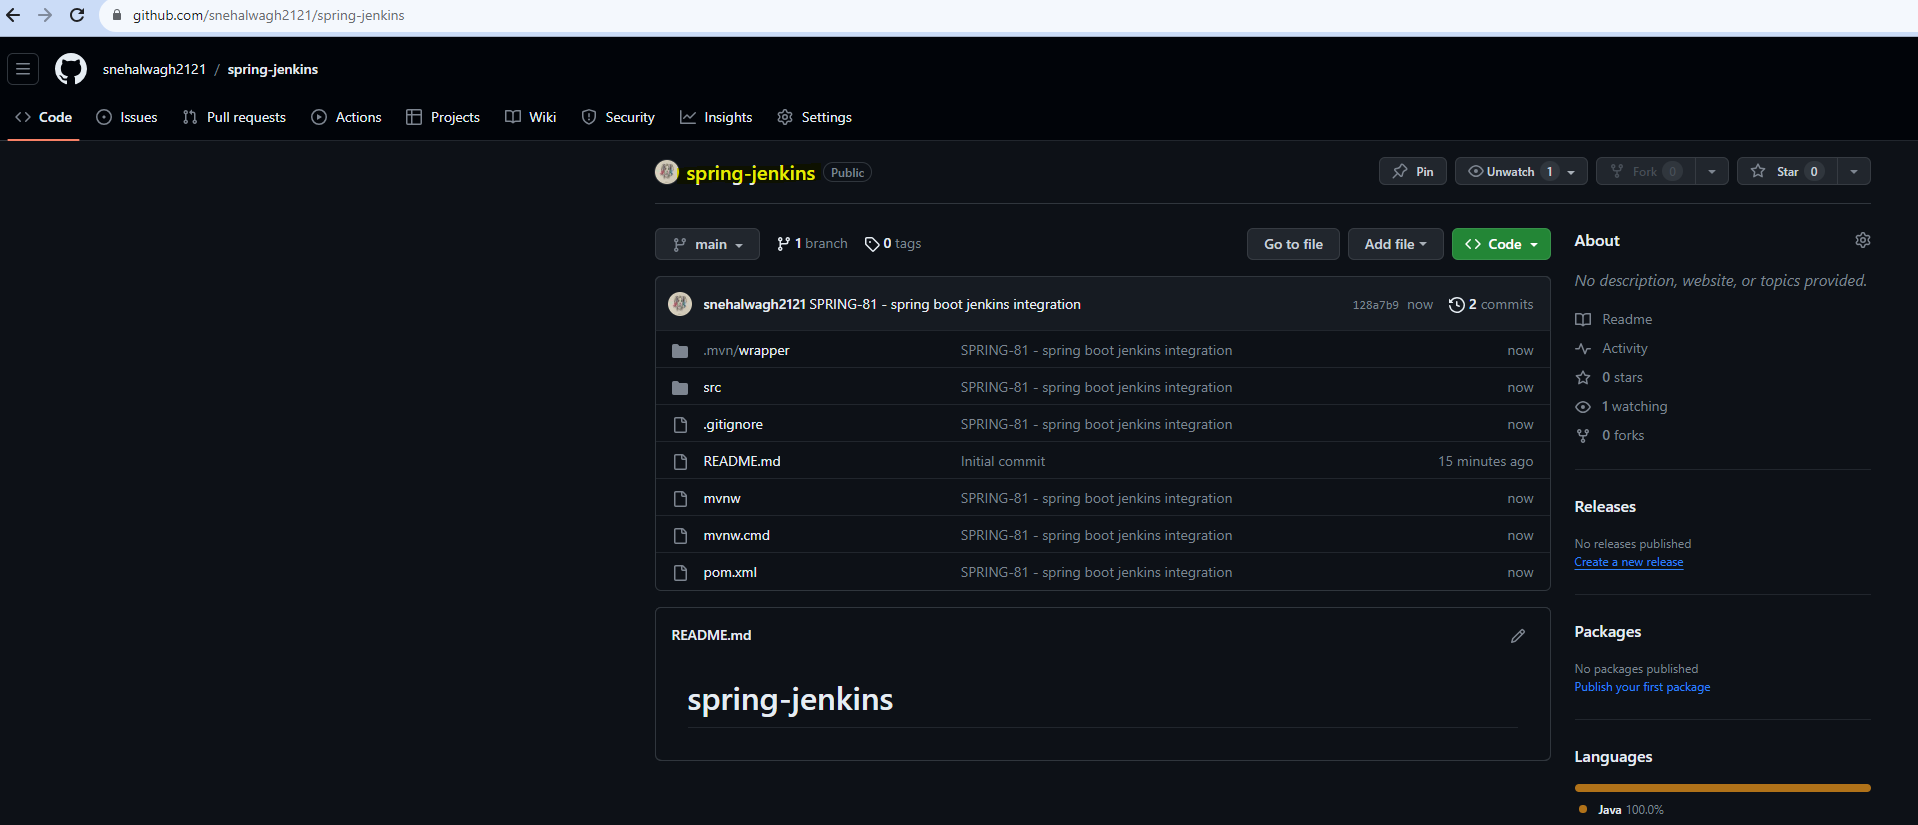 github.com/snehalwagh2121/spring-jenkins
snehalwagh2121 / spring-jenkins
Code Issues Pull requests Actions Projects Wiki Security Insights Settings
spring-jenkins Public Pin Unwatch 1 Fork 0 Star 0
main 1 branch 0 tags Go to file Add file Code
snehalwagh2121 SPRING-81 - spring boot jenkins integration 128a7b9 now 2 commits
.mvn/wrapper SPRING-81 - spring boot jenkins integration now
src SPRING-81 - spring boot jenkins integration now
.gitignore SPRING-81 - spring boot jenkins integration now
README.md Initial commit 15 minutes ago
mvnw SPRING-81 - spring boot jenkins integration now
mvnw.cmd SPRING-81 - spring boot jenkins integration now
pom.xml SPRING-81 - spring boot jenkins integration now
README.md
spring-jenkins
About
No description, website, or topics provided.
Readme
Activity
0 stars
1 watching
0 forks
Releases
No releases published
Create a new release
Packages
No packages published
Publish your first package
Languages
Java 100.0%